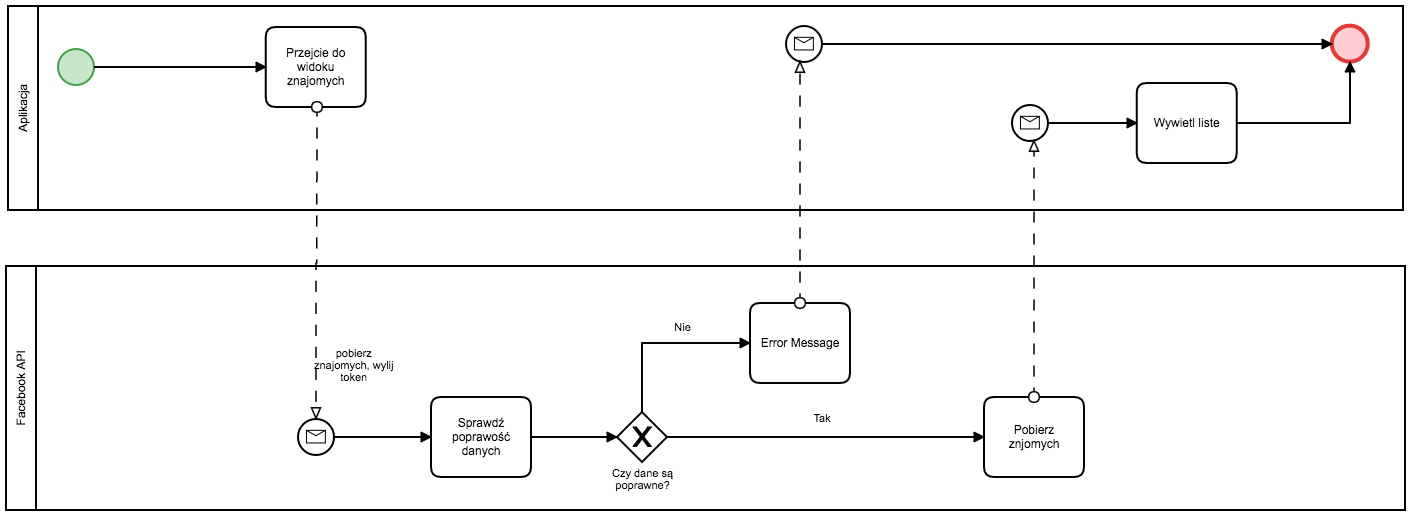 Aplikacja
Przejcie do
widoku
znajomych
Wywietl liste
Facebook API
pobierz
znajomych, wylij
token
Sprawdź
poprawość
danych
Czy dane są
poprawne?
Nie
Error Message
Tak
Pobierz
znjomych